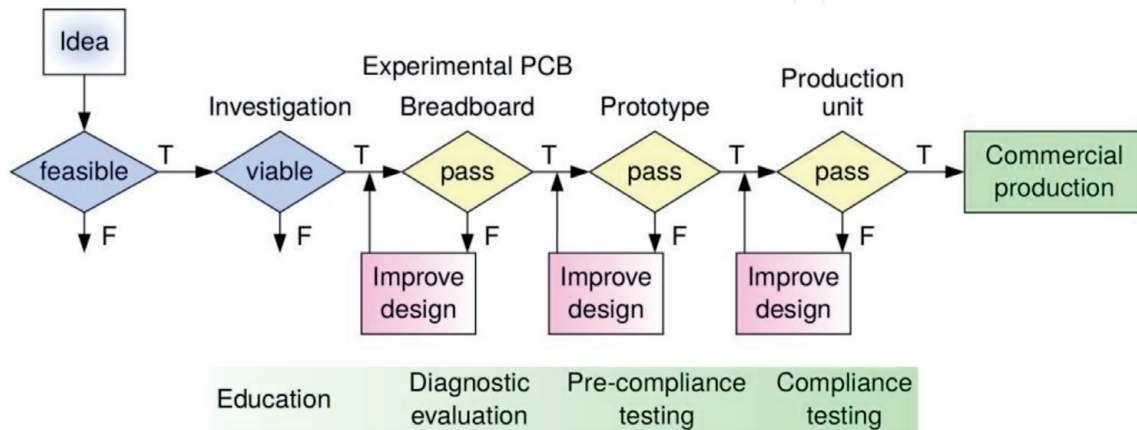 Idea
Experimental PCB
Production
Investigation
Breadboard
Prototype
unit
feasible
T
viable
T
pass
T
pass
T
pass
T
Commercial
production
F
F
F
F
F
Improve
design
Improve
design
Improve
design
Education
Diagnostic
evaluation
Pre-compliance
testing
Compliance
testing